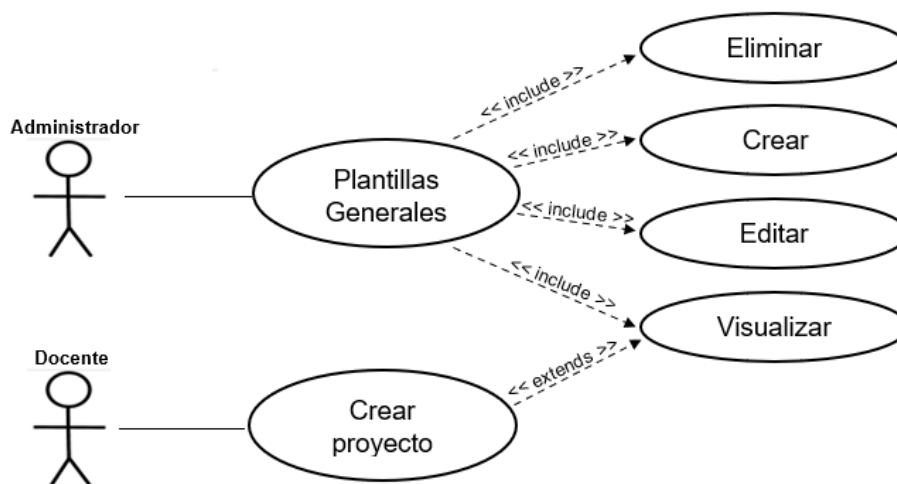 Eliminar
<< include >>
Administrador
Crear
<< include >>
Plantillas
Generales
<< include >>
Editar
<< include >>
Visualizar
Docente
<< extends >>
Crear
proyecto